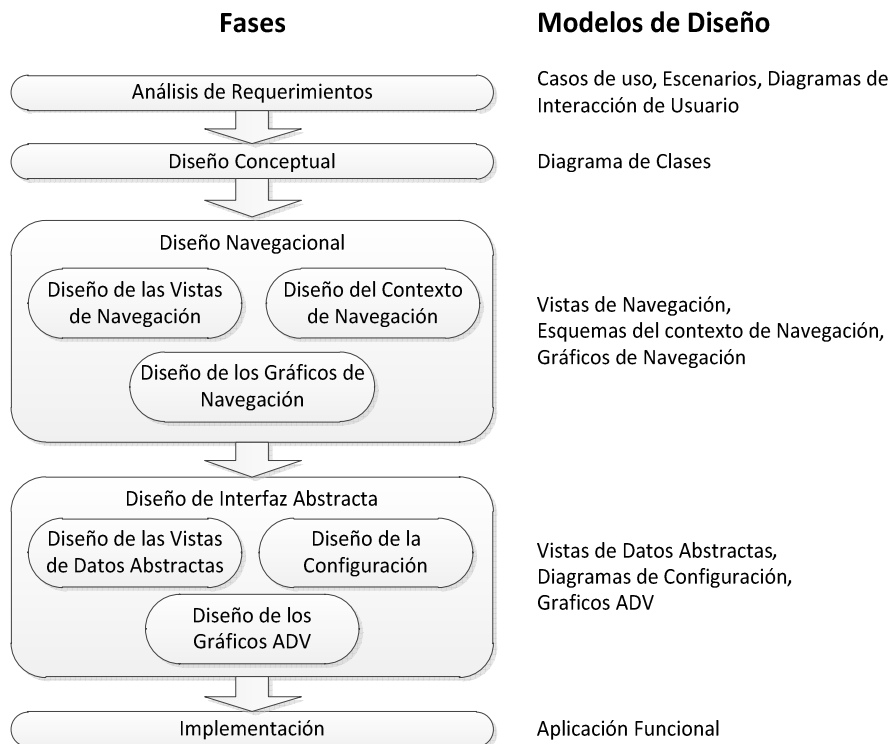 Fases
Modelos de Diseño
Análisis de Requerimientos
Casos de uso, Escenarios, Diagramas de
Interacción de Usuario
Diseño Conceptual
Diagrama de Clases
Diseño Navegacional
Diseño de las Vistas
de Navegación
Diseño del Contexto
de Navegación
Diseño de los Gráficos de
Navegación
Vistas de Navegación,
Esquemas del contexto de Navegación,
Gráficos de Navegación
Diseño de Interfaz Abstracta
Diseño de las Vistas
de Datos Abstractas
Diseño de la
Configuración
Diseño de los
Gráficos ADV
Vistas de Datos Abstractas,
Diagramas de Configuración,
Graficos ADV
Implementación
Aplicación Funcional